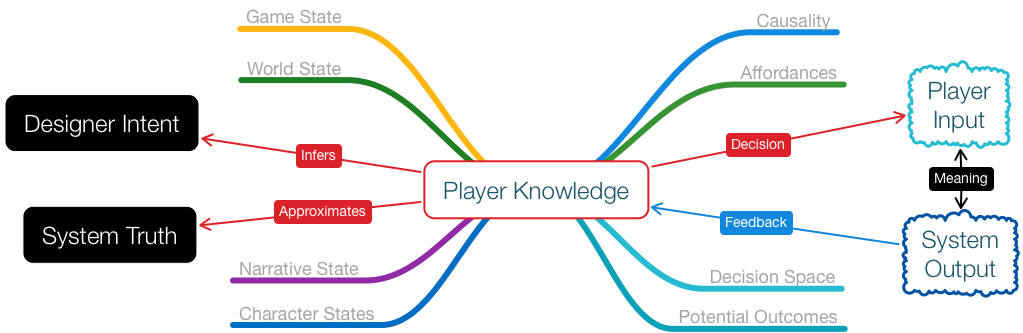 Game State
Causality
World State
Affordances
Designer Intent
Player
Input
Infers
Decision
Player Knowledge
Meaning
Approximates
Feedback
System Truth
System
Output
Narrative State
Decision Space
Character States
Potential Outcomes